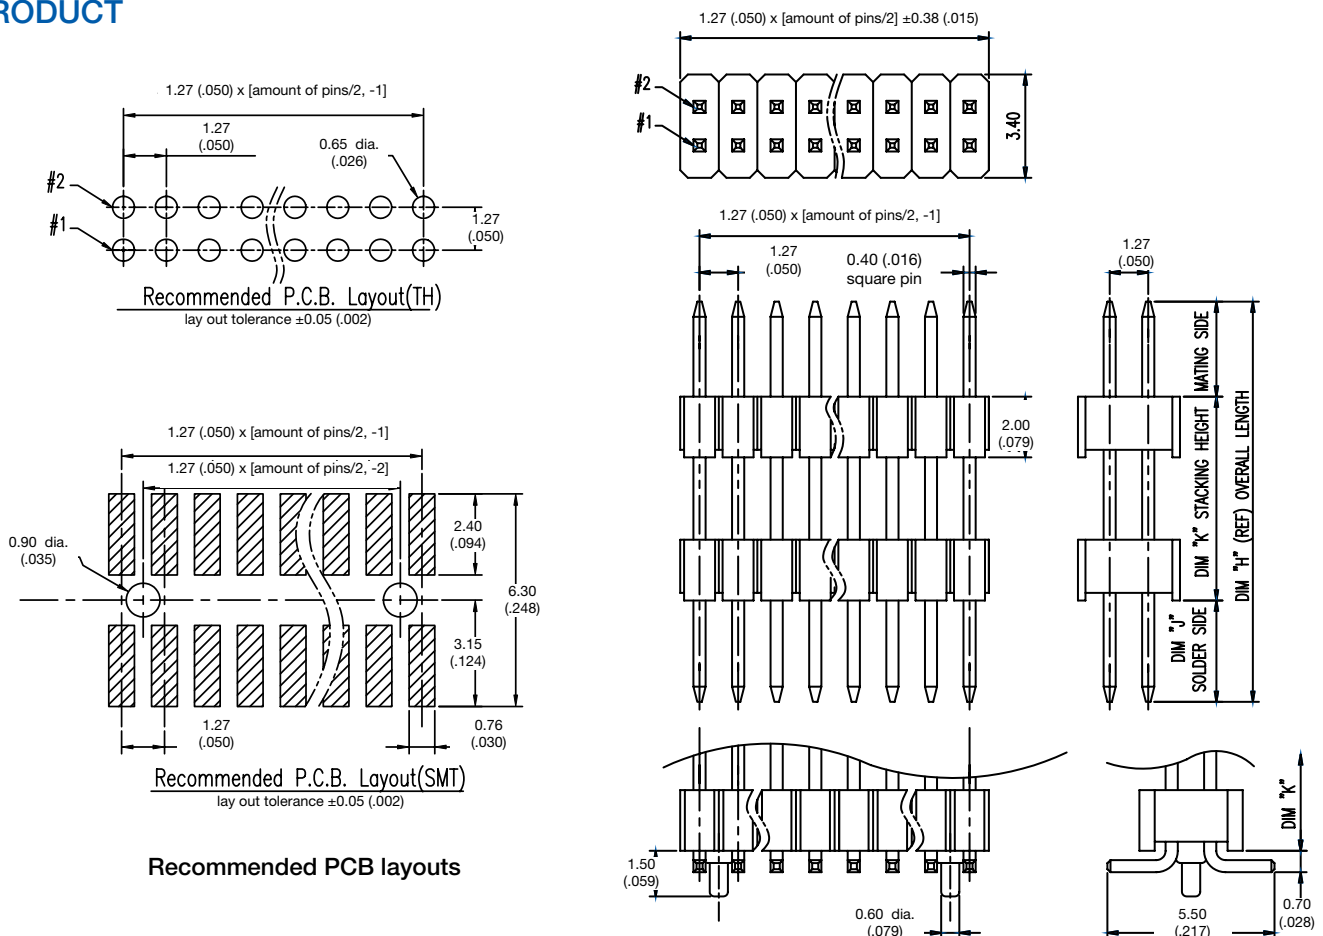 RODUCT
1.27 (.050) x [amount of pins/2, -1]
1.27
(.050)
0.65 dia.
(.026)
#2
#1
1.27
(.050)
Recommended P.C.B. Layout(TH)
lay out tolerance ±0.05 (.002)
1.27 (.050) x [amount of pins/2, -1]
1.27 (.050) x [amount of pins/2, -2]
0.90 dia.
(.035)
2.40
(.094)
6.30
(.248)
3.15
(.124)
1.27
(.050)
0.76
(.030)
Recommended P.C.B. Layout(SMT)
lay out tolerance ±0.05 (.002)
Recommended PCB layouts
1.27 (.050) x [amount of pins/2] ±0.38 (.015)
#2
#1
3.40
1.27 (.050) x [amount of pins/2, -1]
1.27
(.050)
0.40 (.016)
square pin
2.00
(.079)
1.27
(.050)
MATING SIDE
DIM "K" STACKING HEIGHT
DIM "J"
SOLDER SIDE
DIM "H" (REF) OVERALL LENGTH
1.50
(.059)
0.60 dia.
(.079)
DIM "K"
0.70
(.028)
5.50
(.217)